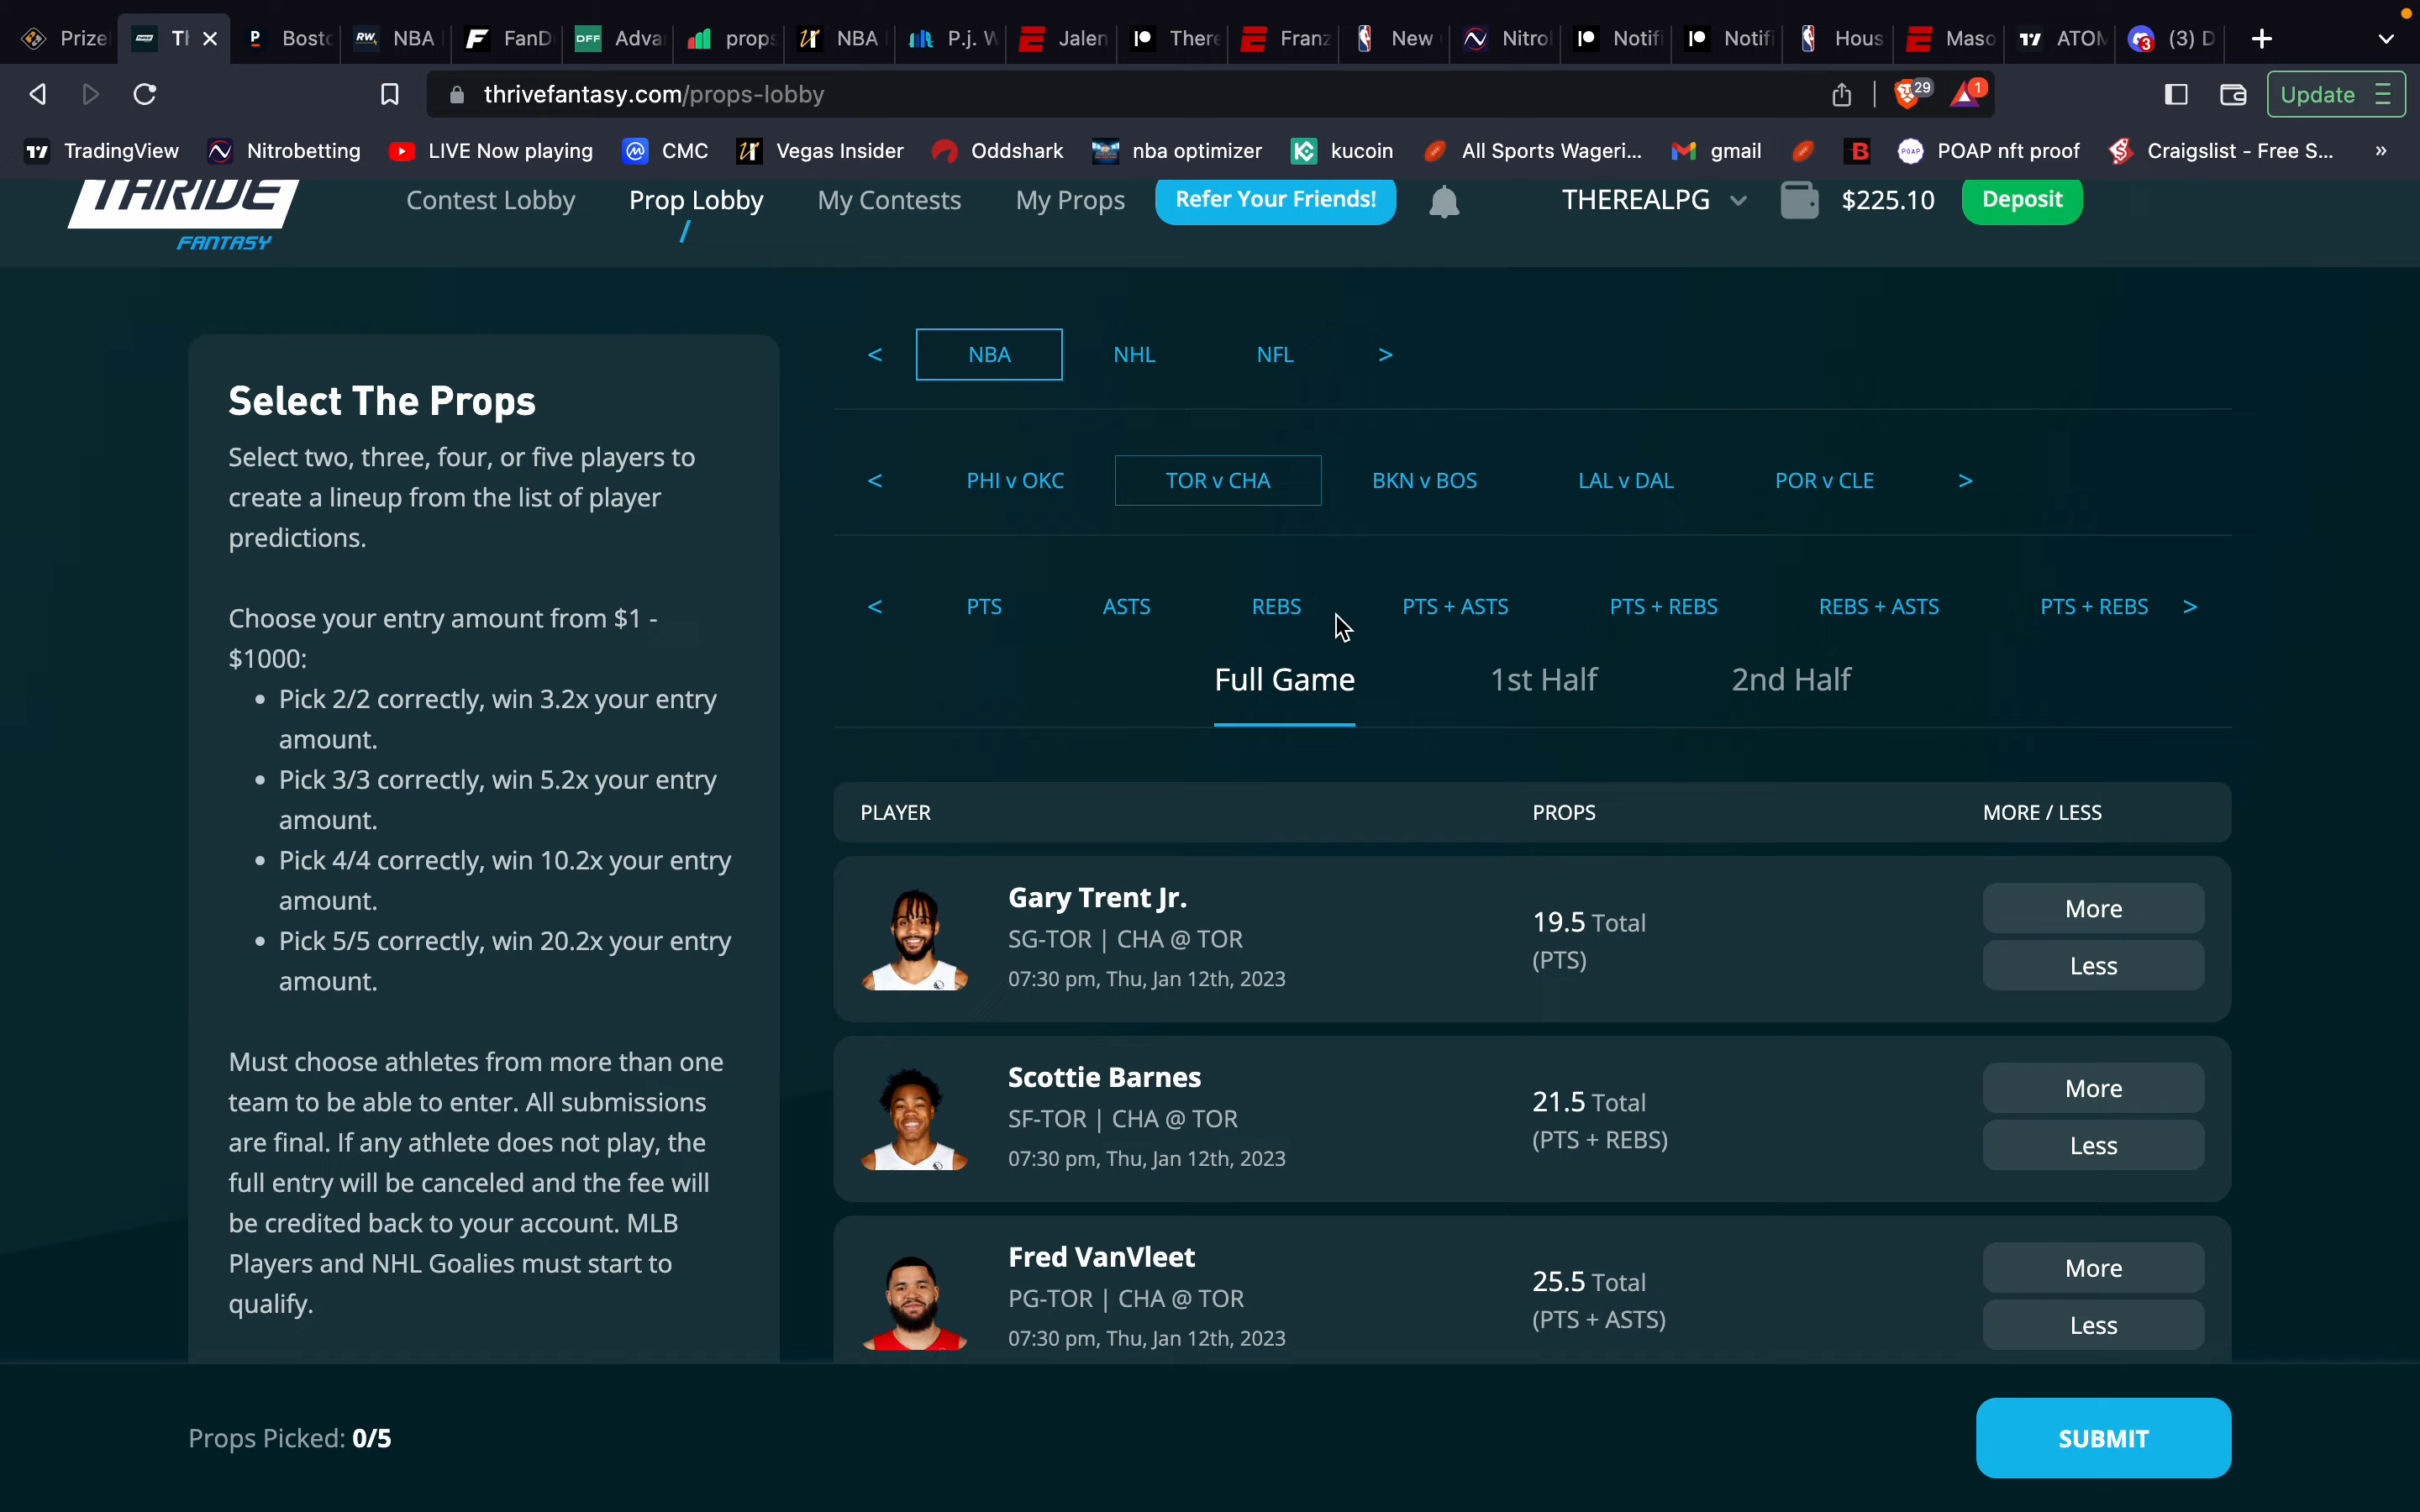 Prize Th Bosto NBA FanD DFF Adva props NBA P.j. W Jalen There Franz New Nitro Notifi Notifi Hous Maso ATOM (3) D
thrivefantasy.com/props-lobby 29 1 Update
TradingView Nitrobetting LIVE Now playing CMC Vegas Insider Oddshark nba optimizer kucoin All Sports Wageri... gmail POAP nft proof Craigslist - Free S... »
THRIVE FANTASY
Contest Lobby Prop Lobby My Contests My Props Refer Your Friends! THEREALPG $225.10 Deposit
< NBA NHL NFL >
< PHI v OKC TOR v CHA BKN v BOS LAL v DAL POR v CLE >
< PTS ASTS REBS PTS + ASTS PTS + REBS REBS + ASTS PTS + REBS >
Full Game 1st Half 2nd Half
Select The Props
Select two, three, four, or five players to
create a lineup from the list of player
predictions.
Choose your entry amount from $1 -
$1000:
• Pick 2/2 correctly, win 3.2x your entry
amount.
• Pick 3/3 correctly, win 5.2x your entry
amount.
• Pick 4/4 correctly, win 10.2x your entry
amount.
• Pick 5/5 correctly, win 20.2x your entry
amount.
Must choose athletes from more than one
team to be able to enter. All submissions
are final. If any athlete does not play, the
full entry will be canceled and the fee will
be credited back to your account. MLB
Players and NHL Goalies must start to
qualify.
PLAYER PROPS MORE / LESS
Gary Trent Jr.
SG-TOR | CHA @ TOR
07:30 pm, Thu, Jan 12th, 2023
19.5 Total
(PTS)
More
Less
Scottie Barnes
SF-TOR | CHA @ TOR
07:30 pm, Thu, Jan 12th, 2023
21.5 Total
(PTS + REBS)
More
Less
Fred VanVleet
PG-TOR | CHA @ TOR
07:30 pm, Thu, Jan 12th, 2023
25.5 Total
(PTS + ASTS)
More
Less
Props Picked: 0/5
SUBMIT